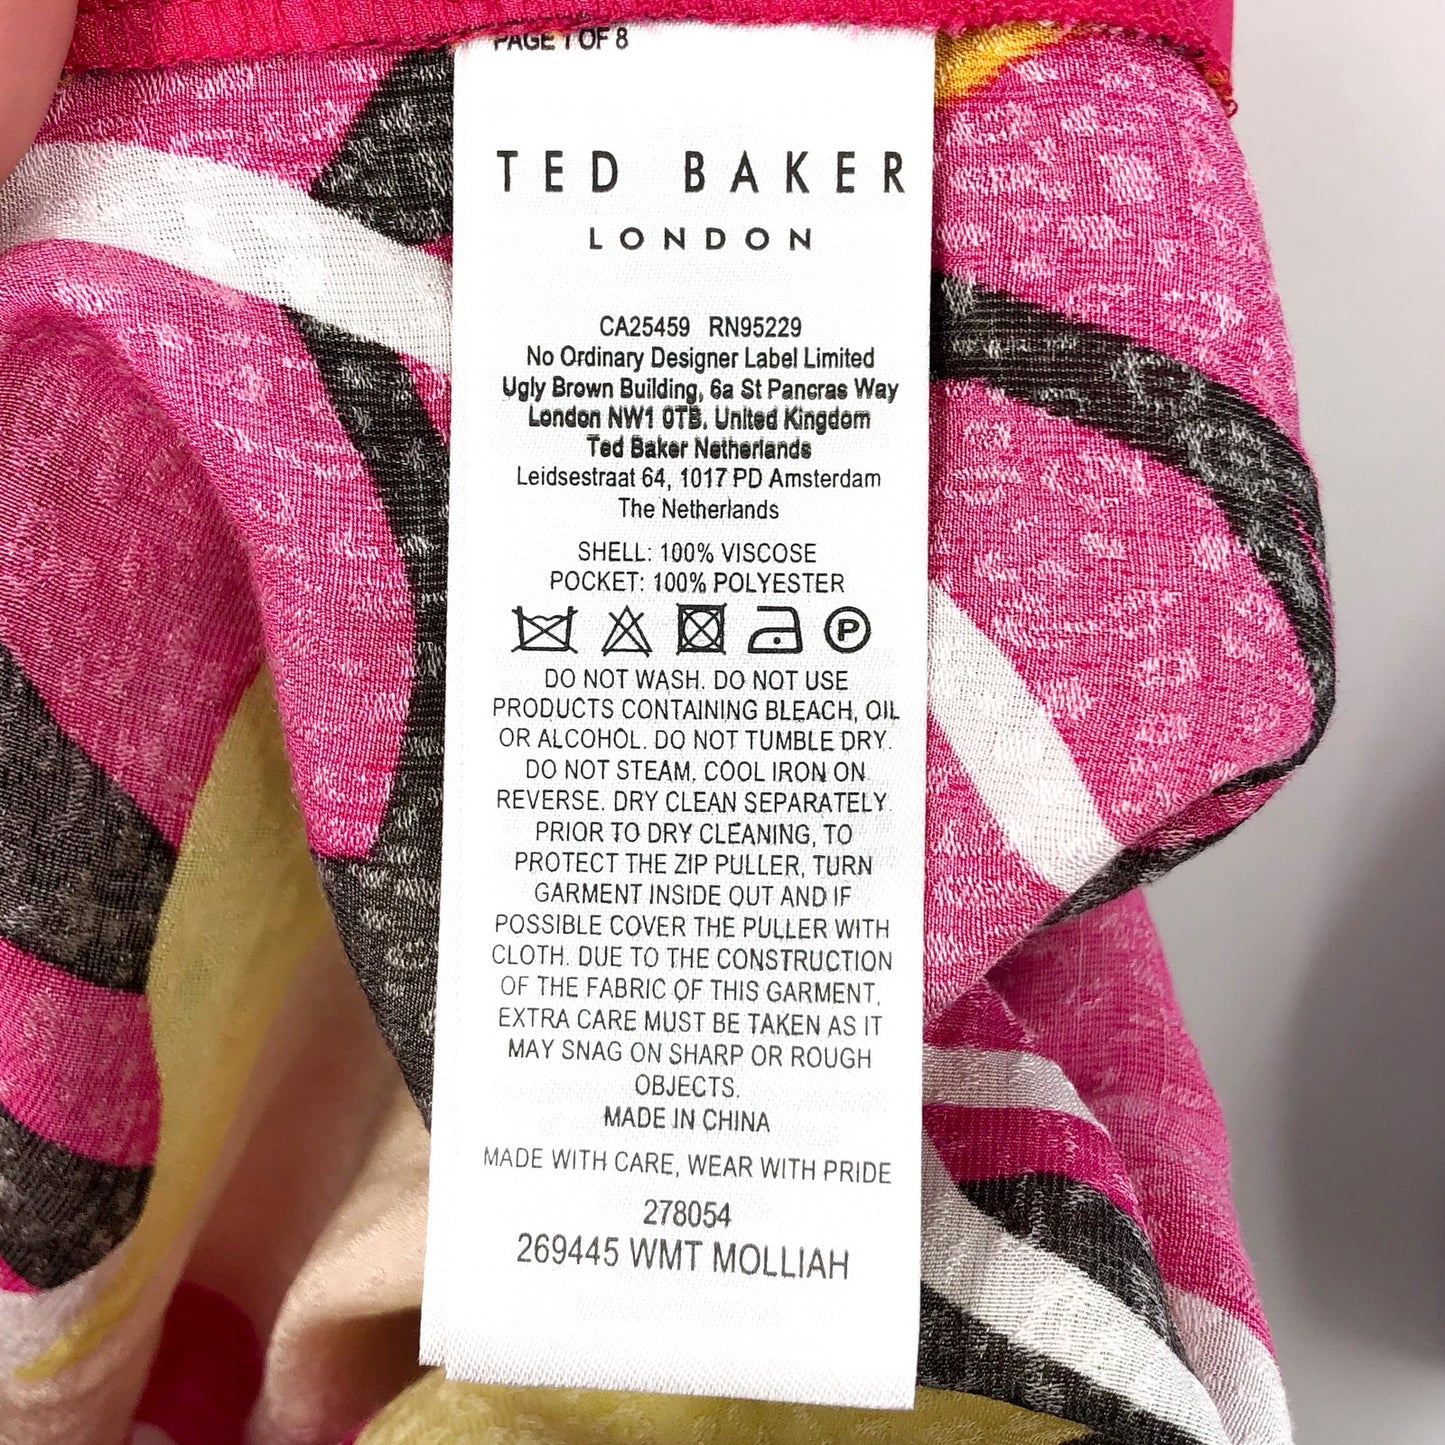 PAGE 1 OF 8
TED BAKER
LONDON
CA25459 RN95229
No Ordinary Designer Label Limited
Ugly Brown Building, 6a St Pancras Way
London NW1 0TB, United Kingdom
Ted Baker Netherlands
Leidsestraat 64, 1017 PD Amsterdam
The Netherlands
SHELL: 100% VISCOSE
POCKET: 100% POLYESTER
P
DO NOT WASH. DO NOT USE
PRODUCTS CONTAINING BLEACH, OIL
OR ALCOHOL. DO NOT TUMBLE DRY.
DO NOT STEAM. COOL IRON ON
REVERSE. DRY CLEAN SEPARATELY
PRIOR TO DRY CLEANING, TO
PROTECT THE ZIP PULLER, TURN
GARMENT INSIDE OUT AND IF
POSSIBLE COVER THE PULLER WITH
CLOTH. DUE TO THE CONSTRUCTION
OF THE FABRIC OF THIS GARMENT,
EXTRA CARE MUST BE TAKEN AS IT
MAY SNAG ON SHARP OR ROUGH
OBJECTS.
MADE IN CHINA
MADE WITH CARE, WEAR WITH PRIDE
278054
269445 WMT MOLLIAH